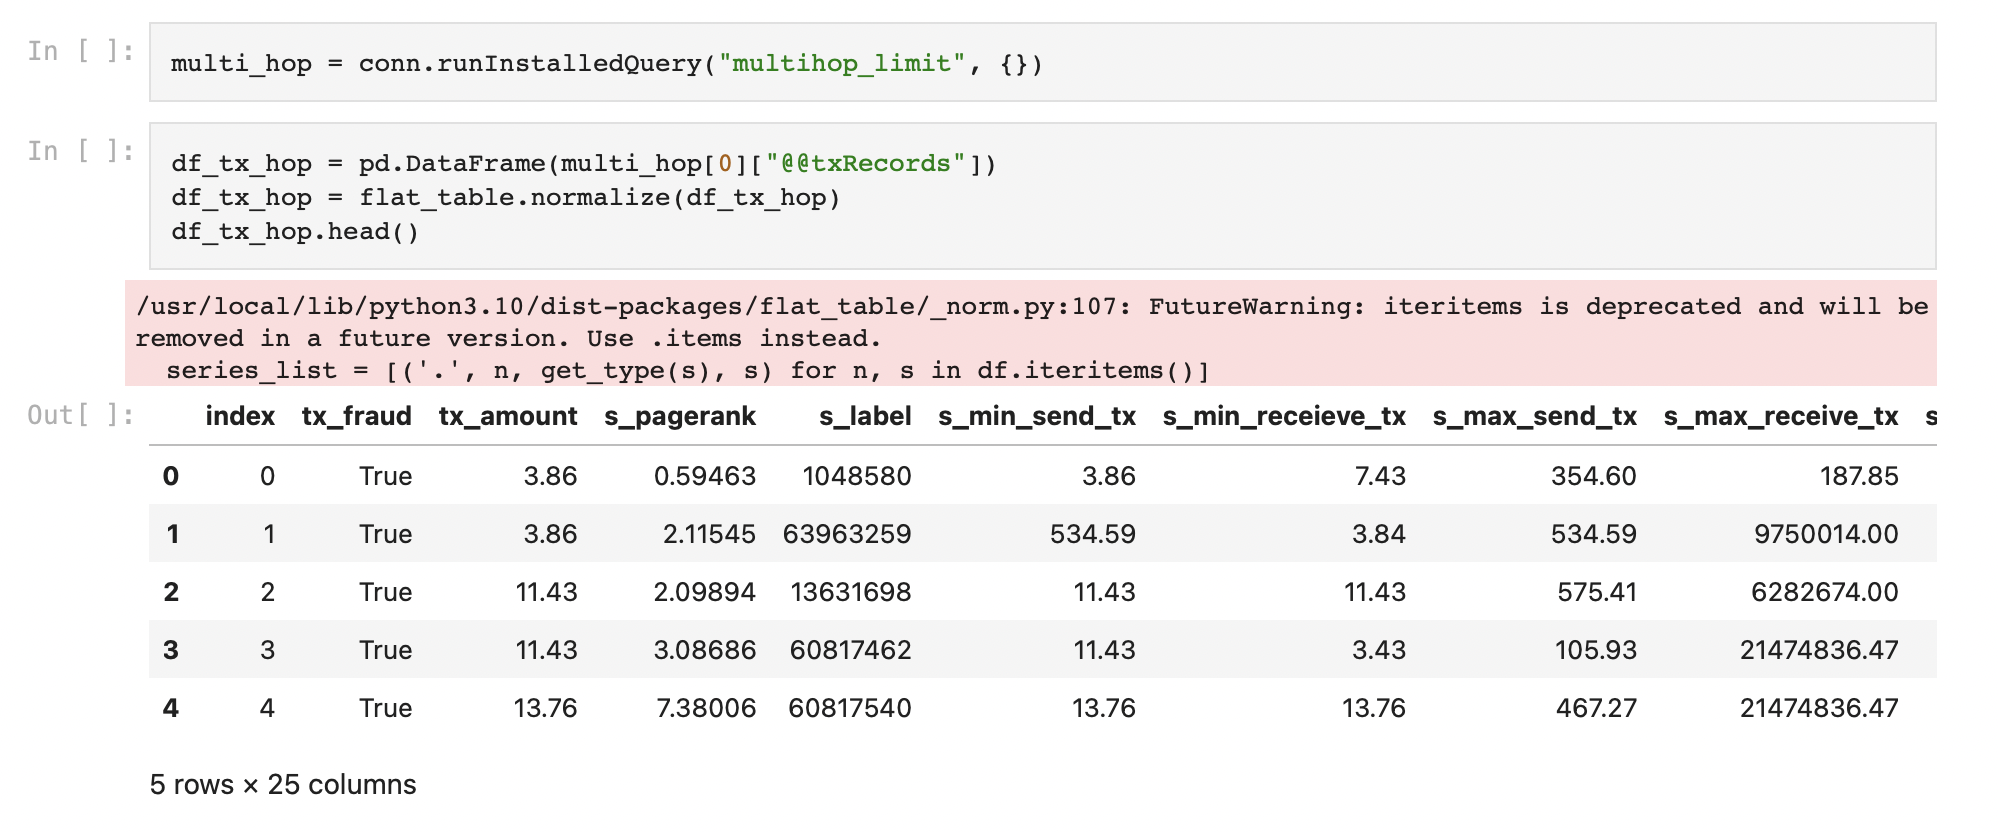 In [ ]: multi_hop = conn.runInstalledQuery("multihop_limit", {})
In [ ]: df_tx_hop = pd.DataFrame(multi_hop[0]["@@txRecords"])
df_tx_hop = flat_table.normalize(df_tx_hop)
df_tx_hop.head()
/usr/local/lib/python3.10/dist-packages/flat_table/_norm.py:107: FutureWarning: iteritems is deprecated and will be
removed in a future version. Use .items instead.
series_list = [('.', n, get_type(s), s) for n, s in df.iteritems()]
Out[ ]: index tx_fraud tx_amount s_pagerank s_label s_min_send_tx s_min_receieve_tx s_max_send_tx s_max_receive_tx s
0 0 True 3.86 0.59463 1048580 3.86 7.43 354.60 187.85
1 1 True 3.86 2.11545 63963259 534.59 3.84 534.59 9750014.00
2 2 True 11.43 2.09894 13631698 11.43 11.43 575.41 6282674.00
3 3 True 11.43 3.08686 60817462 11.43 3.43 105.93 21474836.47
4 4 True 13.76 7.38006 60817540 13.76 13.76 467.27 21474836.47
5 rows × 25 columns